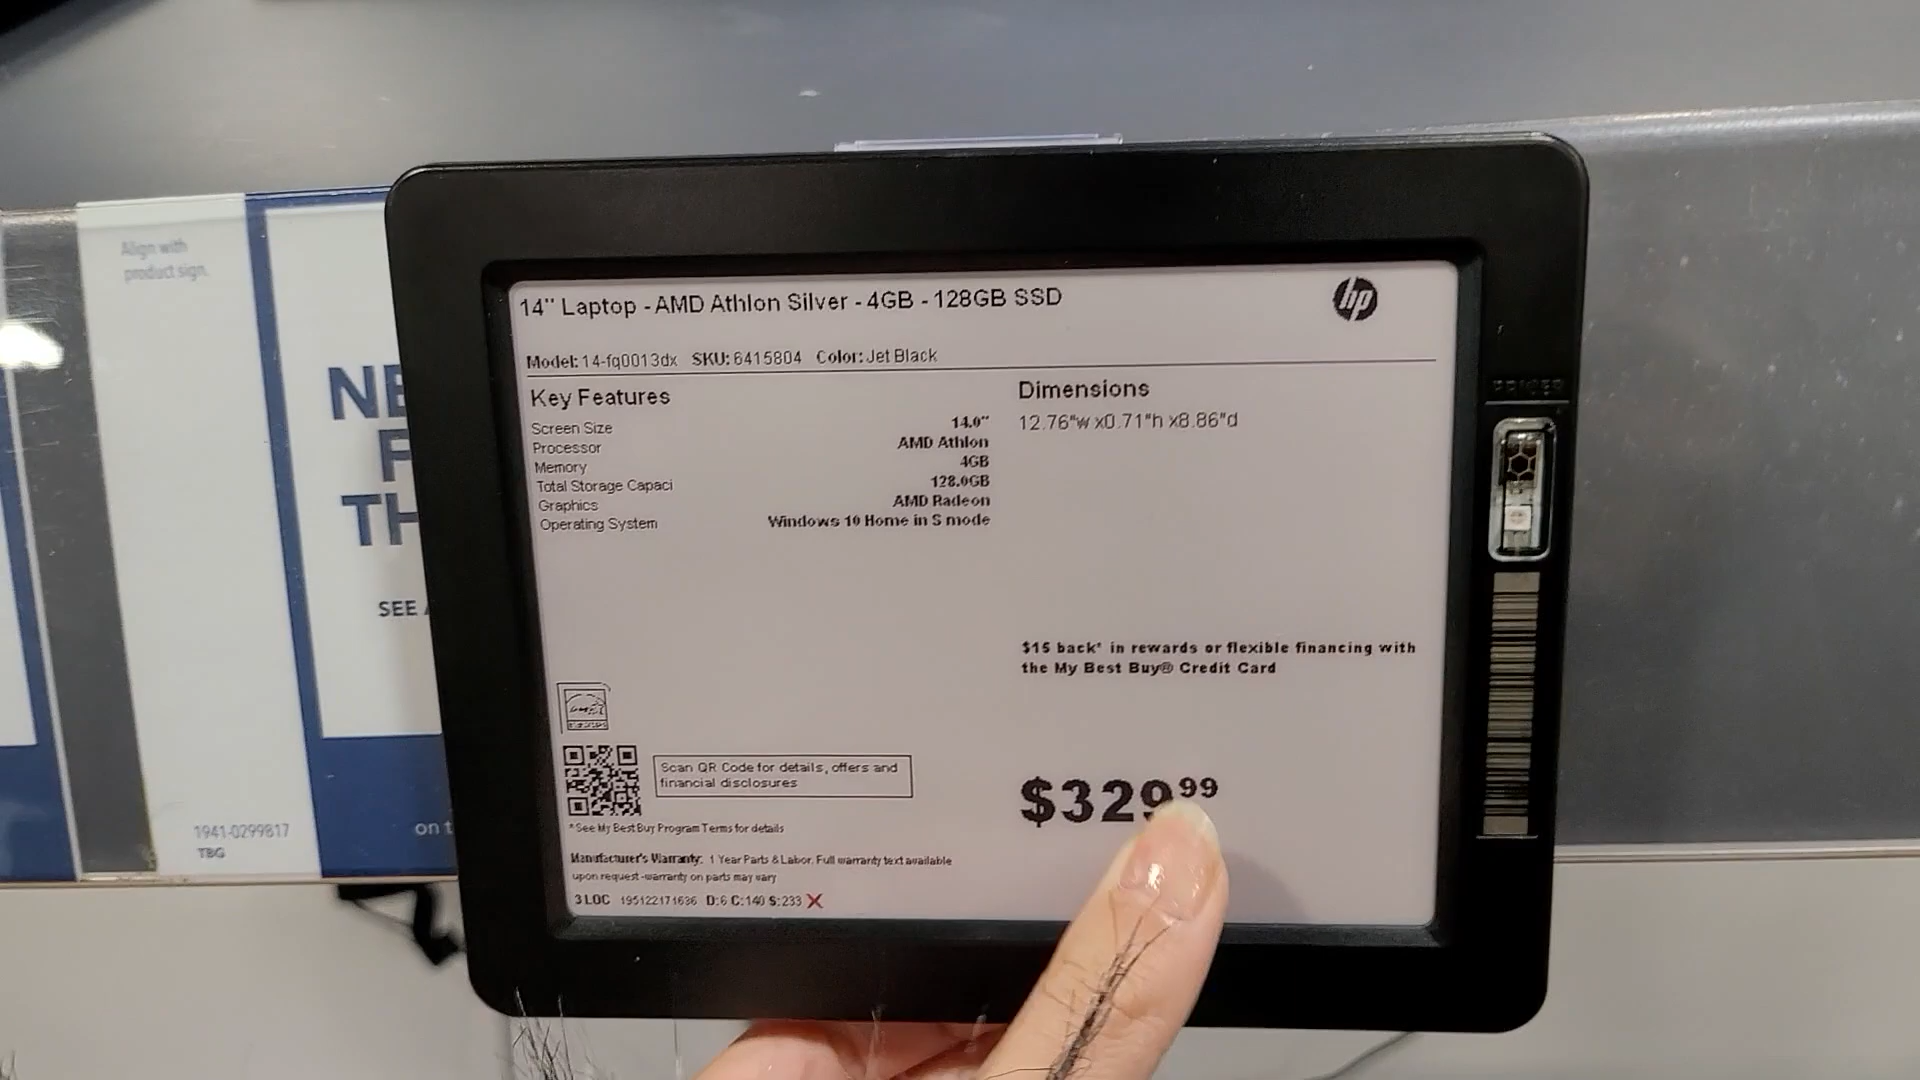 Align with
product sign.
NE
F
TH
SEE
1941-0299817
TBG
on t
14" Laptop - AMD Athlon Silver - 4GB - 128GB SSD
hp
Model: 14-fq0013dx SKU: 6415804 Color: Jet Black
Key Features
Screen Size 14.0"
Processor AMD Athlon
Memory 4GB
Total Storage Capaci 128.0GB
Graphics AMD Radeon
Operating System Windows 10 Home in S mode
Dimensions
12.76"w x0.71"h x8.86"d
$15 back* in rewards or flexible financing with
the My Best Buy® Credit Card
Scan QR Code for details, offers and
financial disclosures
$329 99
*See My Best Buy Program Terms for details
Manufacturer's Warranty: 1 Year Parts & Labor. Full warranty text available
upon request-warranty on parts may vary
3 LOC 195122171636 D:6 C:140 S:233 X
PRICER